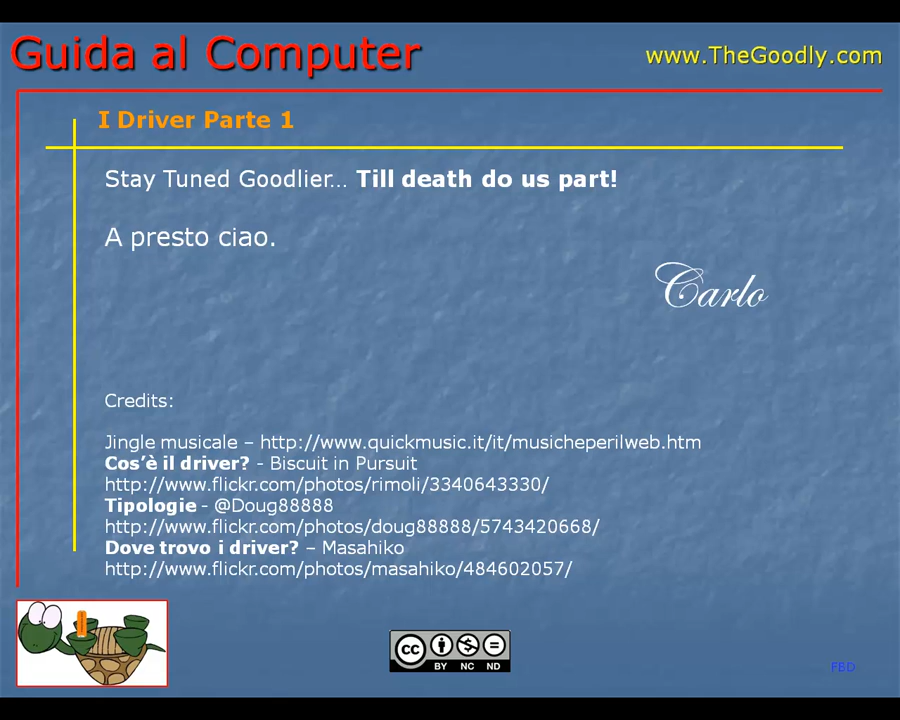 Guida al Computer
www.TheGoodly.com
I Driver Parte 1
Stay Tuned Goodlier... Till death do us part!
A presto ciao.
Carlo
Credits:
Jingle musicale – http://www.quickmusic.it/it/musicheperilweb.htm
Cos’è il driver? - Biscuit in Pursuit
http://www.flickr.com/photos/rimoli/3340643330/
Tipologie - @Doug88888
http://www.flickr.com/photos/doug88888/5743420668/
Dove trovo i driver? – Masahiko
http://www.flickr.com/photos/masahiko/484602057/
cc
BY NC ND
FBD